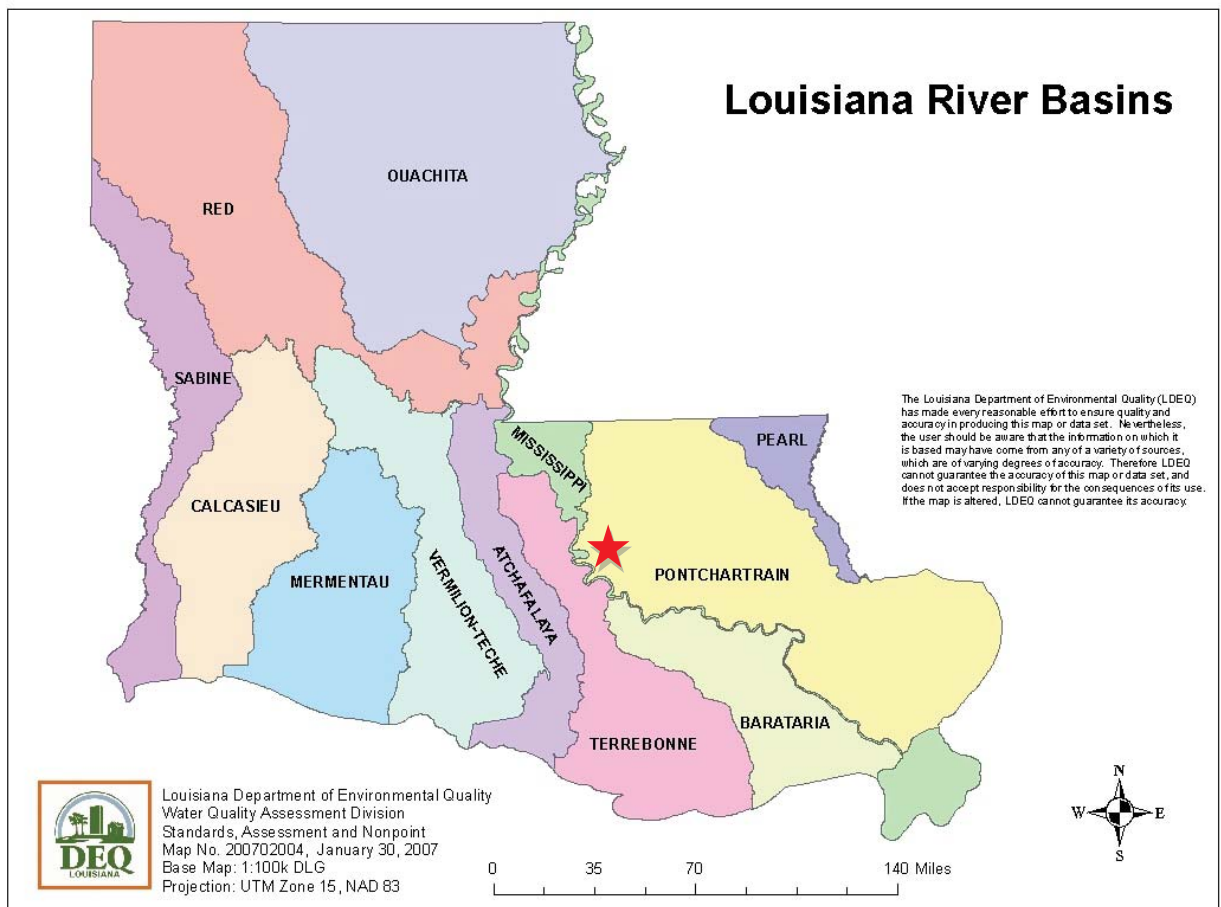 Louisiana River Basins
OUACHITA
RED
SABINE
The Louisiana Department of Environmental Quality (LDEQ)
has made every reasonable effort to ensure quality and
accuracy in producing this map or data set. Nevertheless,
the user should be aware that the information on which it
is based may have come from any of a variety of sources,
which are of varying degrees of accuracy. Therefore LDEQ
cannot guarantee the accuracy of this map or data set, and
does not accept responsibility for the consequences of its use.
If the map is altered, LDEQ cannot guarantee its accuracy.
MISSISSIPPI
PEARL
CALCASIEU
MERMENTAU
VERMILION-TECHE
ATCHAFALAYA
PONTCHARTRAIN
BARATARIA
TERREBONNE
DEQ
LOUISIANA
Louisiana Department of Environmental Quality
Water Quality Assessment Division
Standards, Assessment and Nonpoint
Map No. 200702004, January 30, 2007
Base Map: 1:100k DLG
Projection: UTM Zone 15, NAD 83
0 35 70 140 Miles
N
W E
S